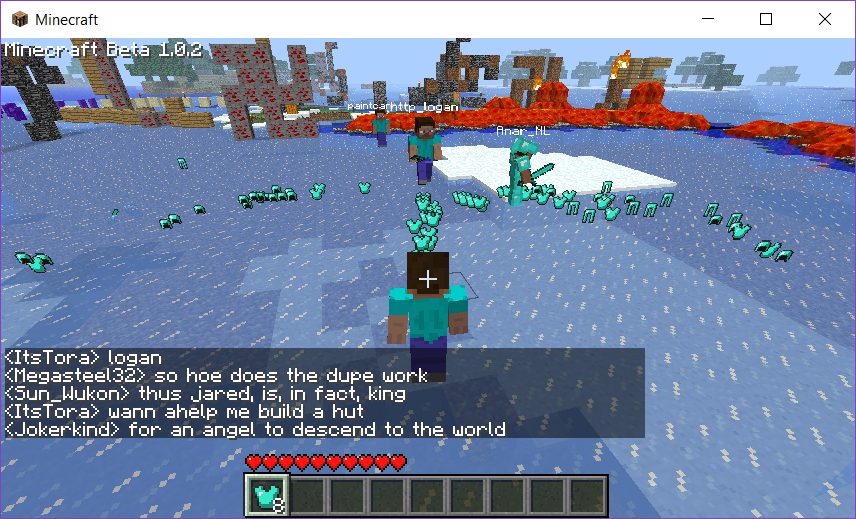 Minecraft
Minecraft Beta 1.0.2
paintcar
http_logan
Anar_NL
<ItsTora> logan
<Megasteel32> so hoe does the dupe work
<Sun_Wukon> thus jared, is, in fact, king
<ItsTora> wann ahelp me build a hut
<Jokerkind> for an angel to descend to the world
8